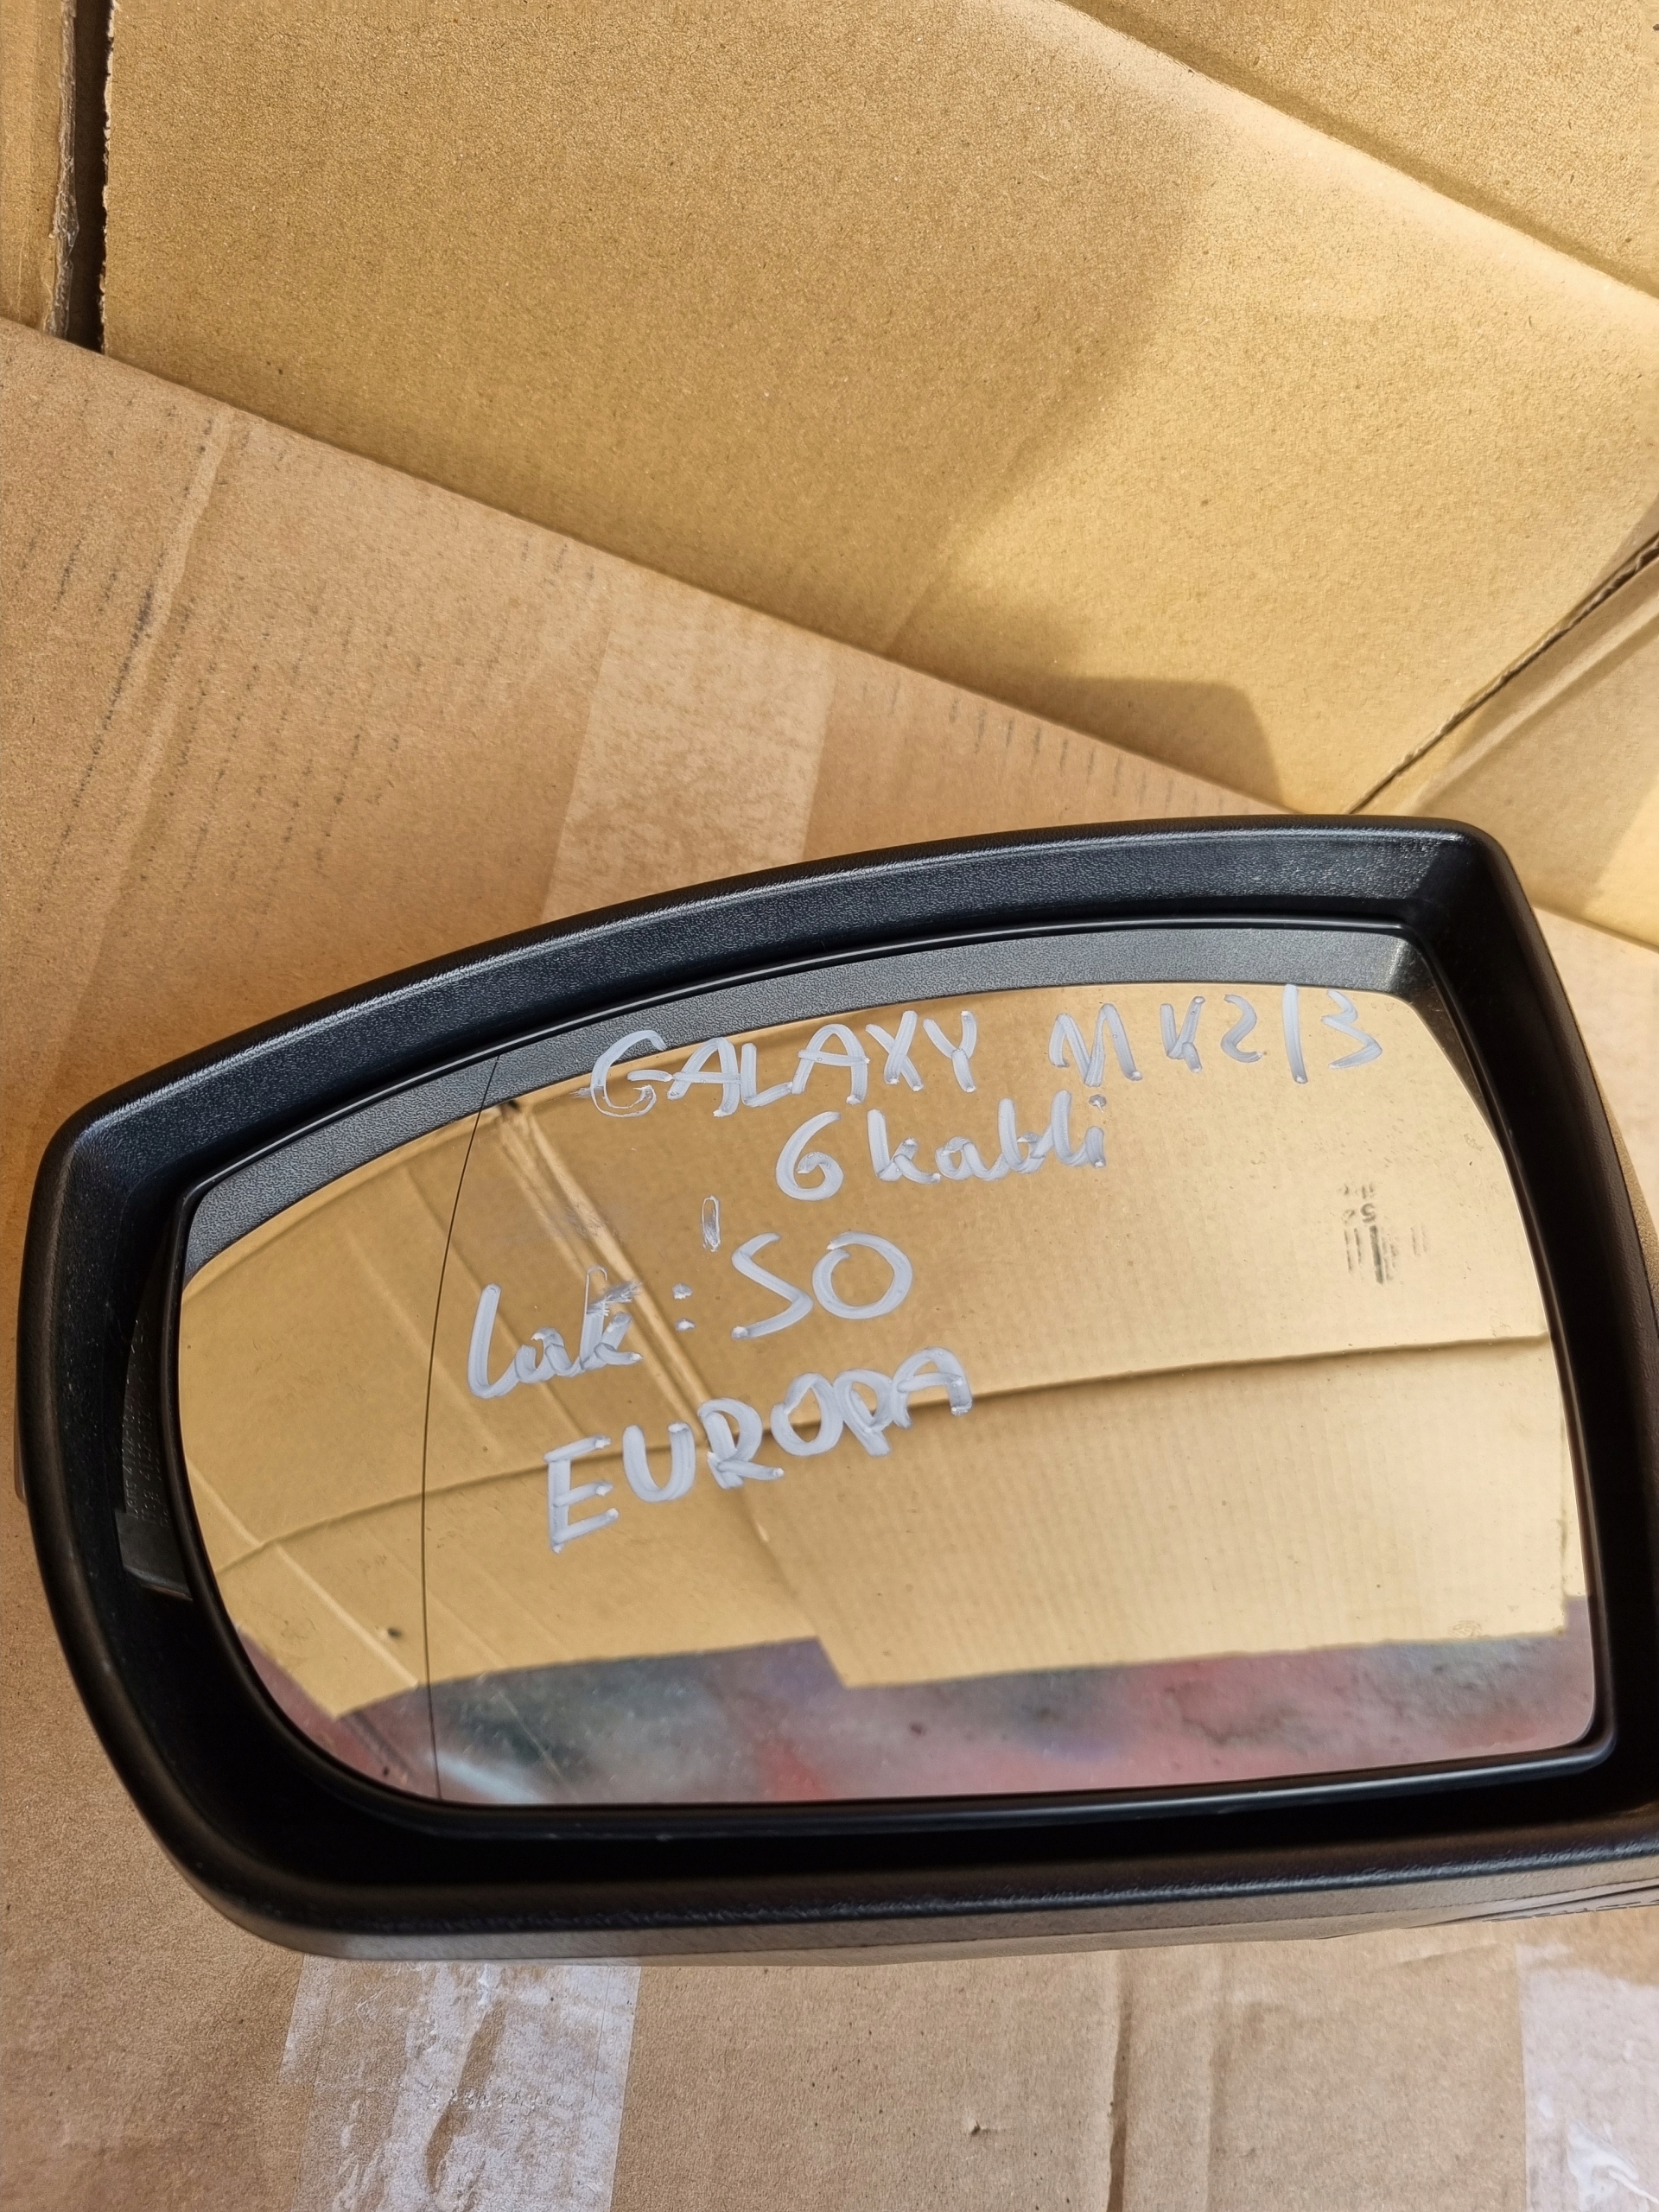 GALAXY MK2/3
6 kabli
lak: SO
EUROPA